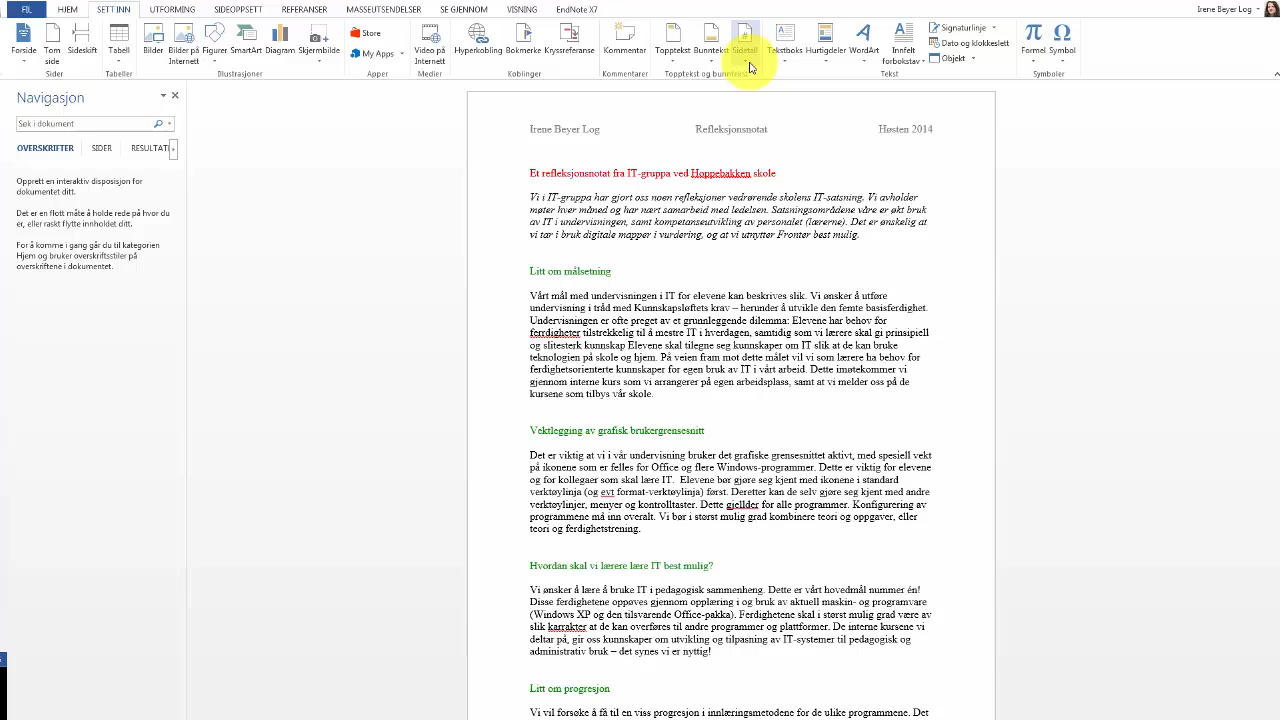 FIL HJEM SETT INN UTFORMING SIDEOPPSETT REFERANSER MASSEUTSENDELSER SE GJENNOM VISNING EndNote X7 Irene Beyer Log
Forside Tom side Sideskift Tabell Bilder Bilder på Internett Figurer SmartArt Diagram Skjermbilde Store My Apps Video på Internett Hyperkobling Bokmerke Kryssreferanse Kommentar Topptekst Bunntekst Sidetall Tekstboks Hurtigdeler WordArt Innfelt forbokstav Signaturlinje Dato og klokkeslett Objekt Formel Symbol
Sider Tabeller Illustrasjoner Apper Medier Koblinger Kommentarer Topptekst og bunntekst Tekst Symboler
Navigasjon
Søk i dokument
OVERSKRIFTER SIDER RESULTATI
Opprett en interaktiv disposisjon for
dokumentet ditt.
Det er en flott måte å holde rede på hvor du
er, eller raskt flytte innholdet ditt.
For å komme i gang går du til kategorien
Hjem og bruker overskriftsstiler på
overskriftene i dokumentet.
Irene Beyer Log Refleksjonsnotat Høsten 2014
Et refleksjonsnotat fra IT-gruppa ved Høppebakken skole
Vi i IT-gruppa har gjort oss noen refleksjoner vedrørende skolens IT-satsning. Vi avholder
møter hver måned og har nært samarbeid med ledelsen. Satsningsområdene våre er økt bruk
av IT i undervisningen, samt kompetanseutvikling av personalet (lærerne). Det er ønskelig at
vi tar i bruk digitale mapper i vurdering, og at vi utnytter Fronter best mulig.
Litt om målsetning
Vårt mål med undervisningen i IT for elevene kan beskrives slik. Vi ønsker å utføre
undervisning i tråd med Kunnskapsløftets krav – herunder å utvikle den femte basisferdighet.
Undervisningen er ofte preget av et grunnleggende dilemma: Elevene har behov for
ferrdigheter tilstrekkelig til å mestre IT i hverdagen, samtidig som vi lærere skal gi prinsipiell
og slitesterk kunnskap Elevene skal tilegne seg kunnskaper om IT slik at de kan bruke
teknologien på skole og hjem. På veien fram mot dette målet vil vi som lærere ha behov for
ferdighetsorienterte kunnskaper for egen bruk av IT i vårt arbeid. Dette imøtekommer vi
gjennom interne kurs som vi arrangerer på egen arbeidsplass, samt at vi melder oss på de
kursene som tilbys vår skole.
Vektlegging av grafisk brukergrensesnitt
Det er viktig at vi i vår undervisning bruker det grafiske grensesnittet aktivt, med spesiell vekt
på ikonene som er felles for Office og flere Windows-programmer. Dette er viktig for elevene
og for kollegaer som skal lære IT. Elevene bør gjøre seg kjent med ikonene i standard
verktøylinja (og evt format-verktøylinja) først. Deretter kan de selv gjøre seg kjent med andre
verktøylinjer, menyer og kontrolltaster. Dette gjellder for alle programmer. Konfigurering av
programmene må inn overalt. Vi bør i størst mulig grad kombinere teori og oppgaver, eller
teori og ferdighetstrening.
Hvordan skal vi lærere lære IT best mulig?
Vi ønsker å lære å bruke IT i pedagogisk sammenheng. Dette er vårt hovedmål nummer én!
Disse ferdighetene oppøves gjennom opplæring i og bruk av aktuell maskin- og programvare
(Windows XP og den tilsvarende Office-pakka). Ferdighetene skal i størst mulig grad være av
slik karrakter at de kan overføres til andre programmer og plattformer. De interne kursene vi
deltar på, gir oss kunnskaper om utvikling og tilpasning av IT-systemer til pedagogisk og
administrativ bruk – det synes vi er nyttig!
Litt om progresjon
Vi vil forsøke å få til en viss progresjon i innlæringsmetodene for de ulike programmene. Det